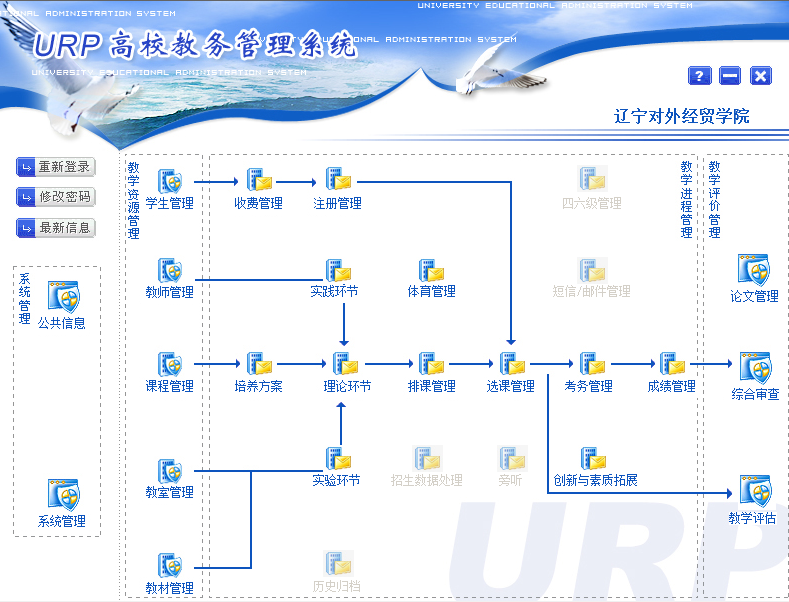 UNIVERSITY EDUCATIONAL ADMINISTRATION SYSTEM
ADMINISTRATION SYSTEM
ADMINISTRATION SYSTEM
URP 高校教务管理系统
UNIVERSITY EDUCATIONAL ADMINISTRATION SYSTEM
辽宁对外经贸学院
重新登录
修改密码
最新信息
系统管理
公共信息
系统管理
教学资源管理
学生管理
收费管理
注册管理
四六级管理
教学进程管理
教学评价管理
教师管理
实践环节
体育管理
短信/邮件管理
论文管理
课程管理
培养方案
理论环节
排课管理
选课管理
考务管理
成绩管理
综合审查
教室管理
实验环节
招生数据处理
旁听
创新与素质拓展
教学评估
教材管理
历史归档
URP